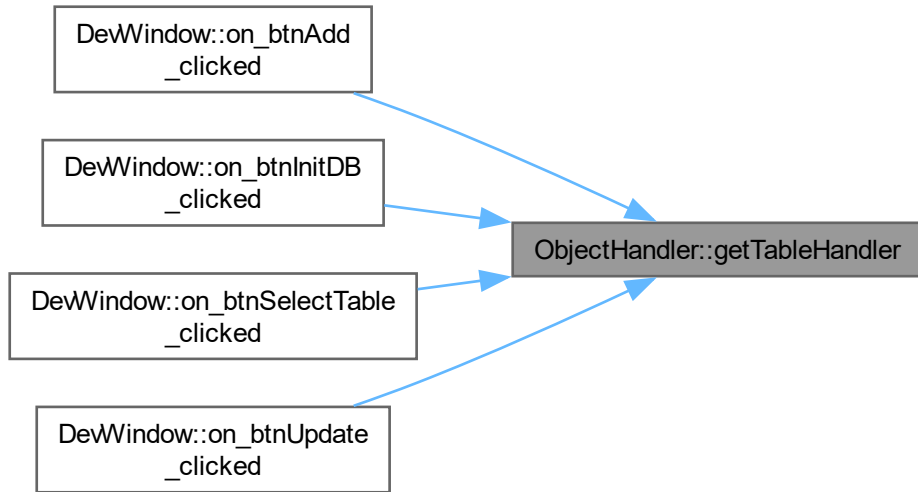 DevWindow::on_btnAdd
_clicked
DevWindow::on_btnInitDB
_clicked
ObjectHandler::getTableHandler
DevWindow::on_btnSelectTable
_clicked
DevWindow::on_btnUpdate
_clicked